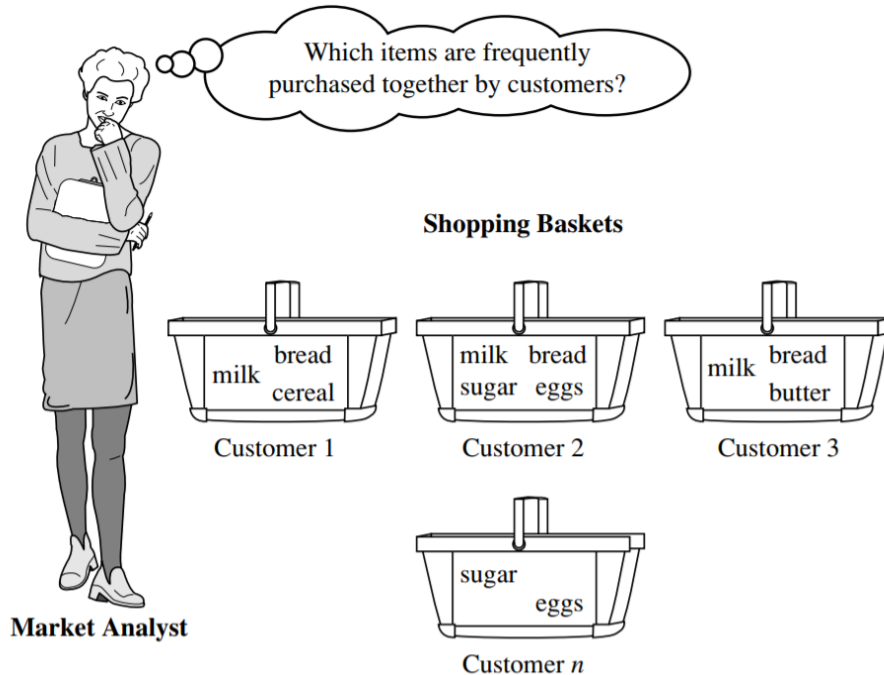 Which items are frequently
purchased together by customers?
Shopping Baskets
milk bread
cereal
milk bread
sugar eggs
milk bread
butter
Customer 1
Customer 2
Customer 3
sugar
eggs
Market Analyst
Customer n